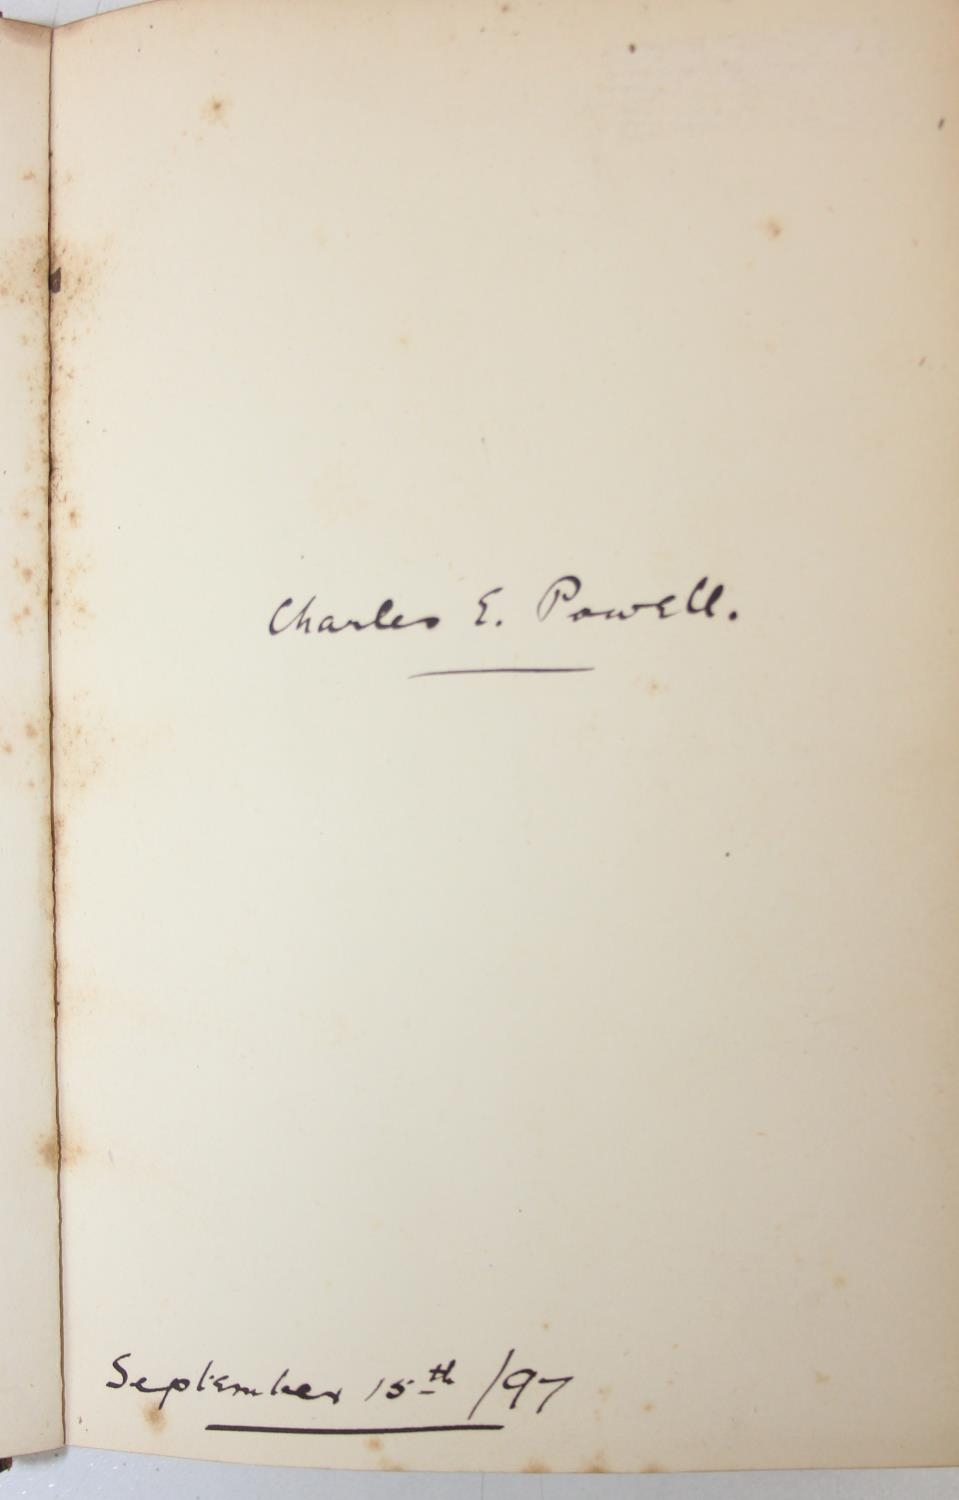 Charles E. Powell.
September 15th /97